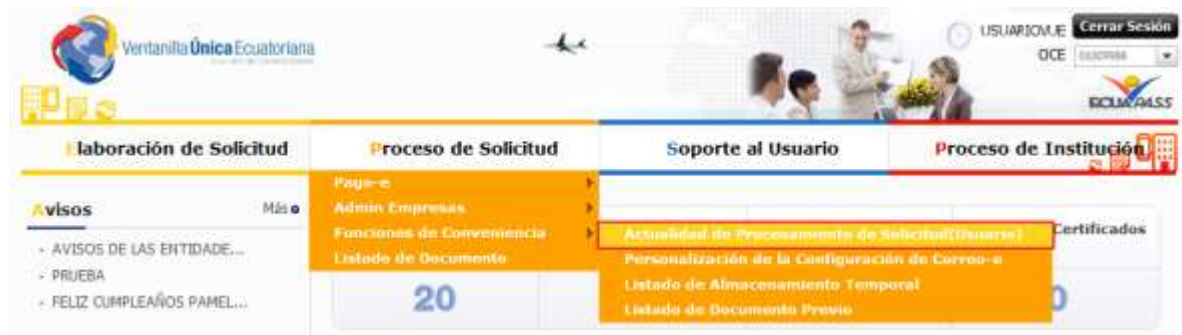 Ventanilla Única Ecuatoriana
USUARIOVUE Cerrar Sesión
OCE
ECUAPASS
Elaboración de Solicitud
Proceso de Solicitud
Soporte al Usuario
Proceso de Institución
Avisos Más
AVISOS DE LAS ENTIDADE...
PRUEBA
FELIZ CUMPLEAÑOS PAMEL...
Pago-e
Admin Empresas
Funciones de Conveniencia
Listado de Documento
Actualidad de Procesamiento de Solicitud(Usuario)
Personalización de la Configuración de Correo-e
Listado de Almacenamiento Temporal
Listado de Documento Previo
Certificados
20
0